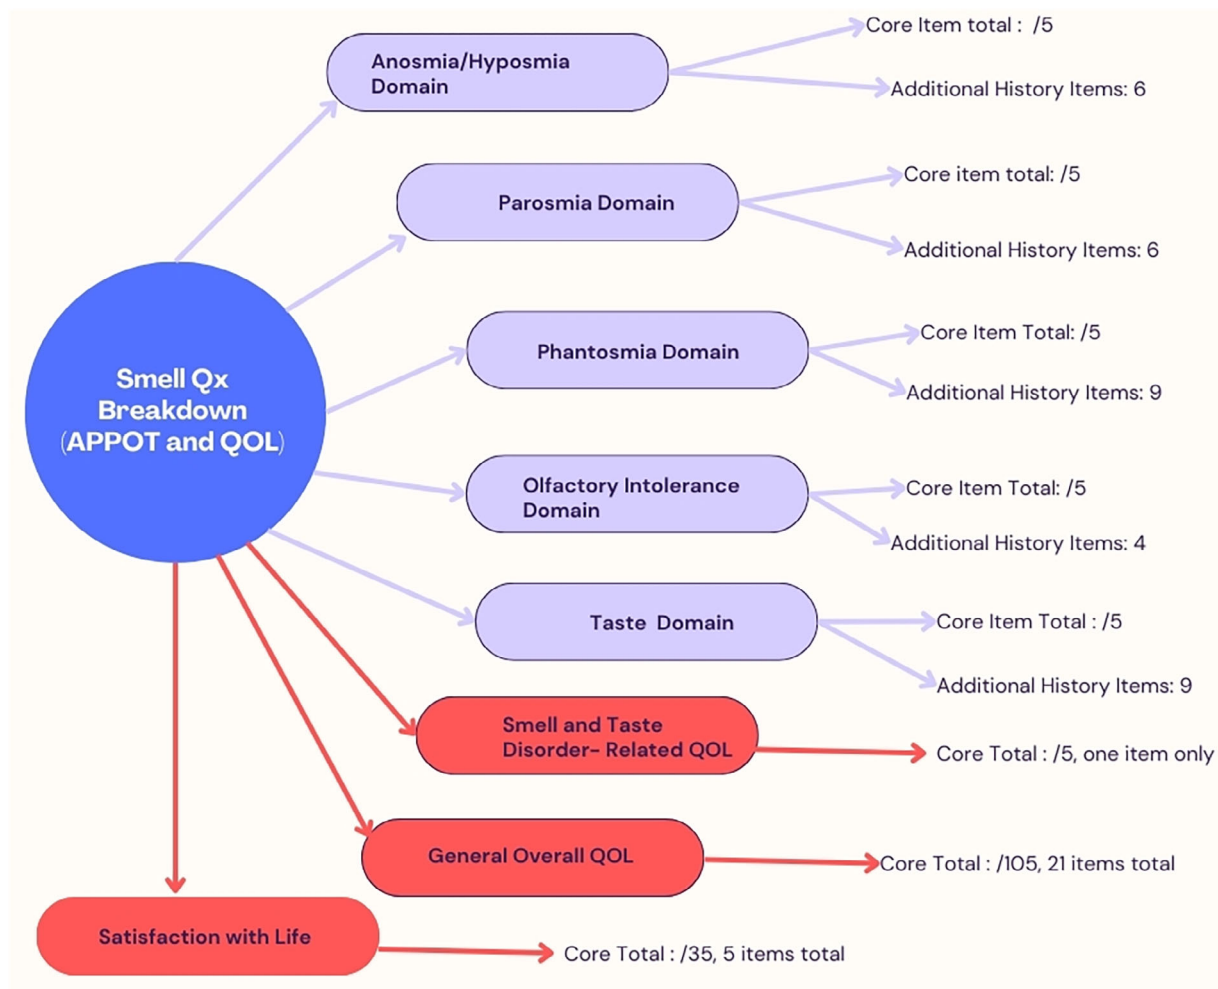 Core Item total :  /5
Anosmia/Hyposmia
Domain
Additional History Items: 6
Core item total: /5
Parosmia Domain
Additional History Items: 6
Core Item Total: /5
Phantosmia Domain
Additional History Items: 9
Smell Qx
Breakdown
(APPOT and QOL)
Olfactory Intolerance
Domain
Core Item Total: /5
Additional History Items: 4
Taste  Domain
Core Item Total : /5
Additional History Items: 9
Smell and Taste
Disorder- Related QOL
Core Total : /5, one item only
General Overall QOL
Core Total : /105, 21 items total
Satisfaction with Life
Core Total : /35, 5 items total